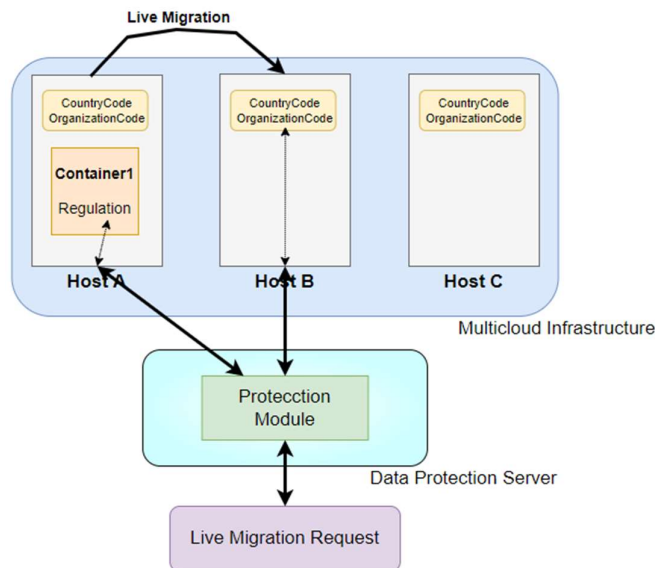 Live Migration
CountryCode
OrganizationCode
CountryCode
OrganizationCode
CountryCode
OrganizationCode
Container1
Regulation
Host A
Host B
Host C
Multicloud Infrastructure
Protecction
Module
Data Protection Server
Live Migration Request